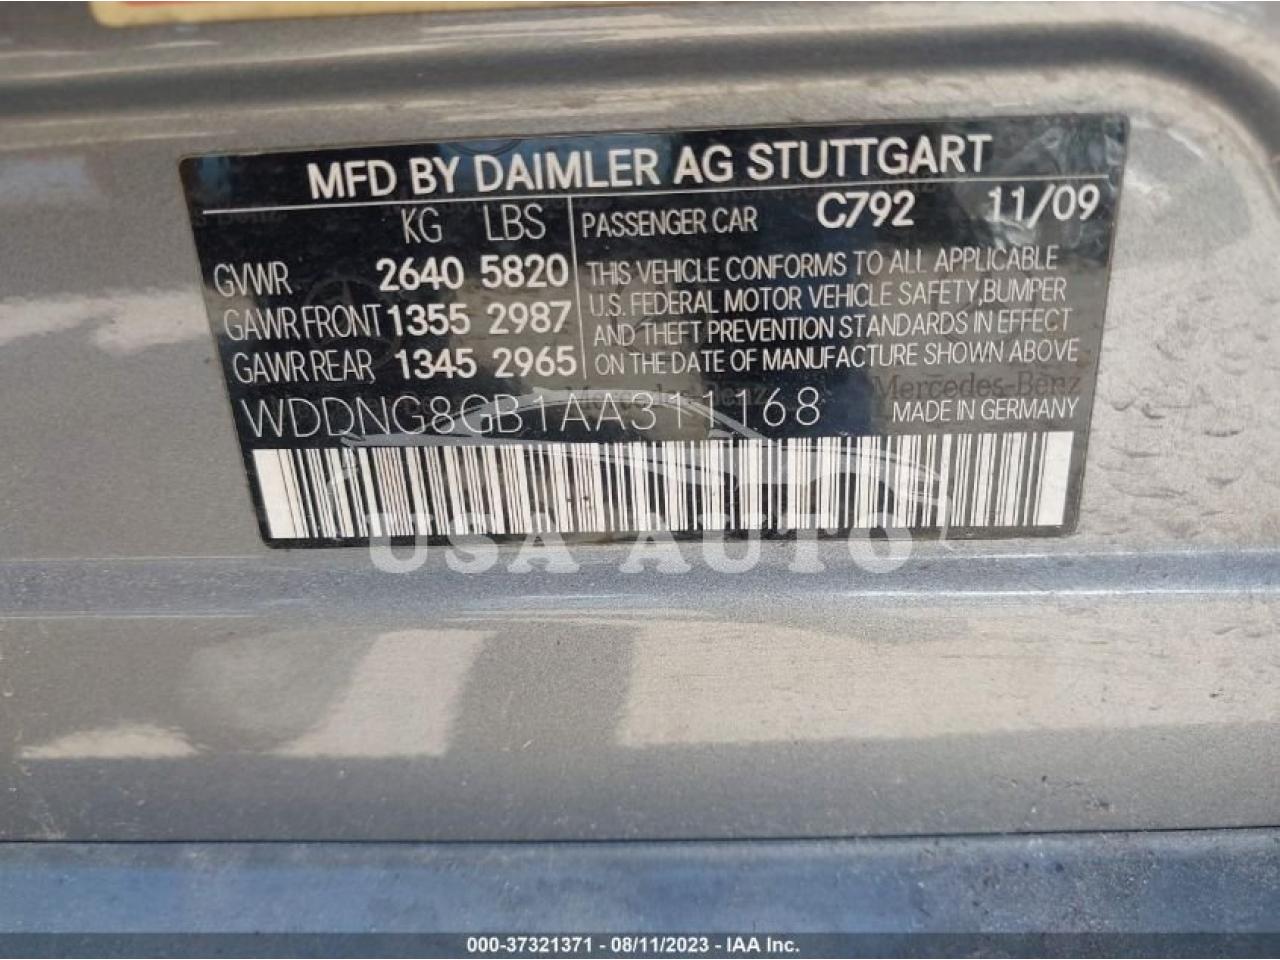 MFD BY DAIMLER AG STUTTGART
KG LBS
GVWR 2640 5820
GAWR FRONT 1355 2987
GAWR REAR 1345 2965
PASSENGER CAR C792 11/09
THIS VEHICLE CONFORMS TO ALL APPLICABLE
U.S. FEDERAL MOTOR VEHICLE SAFETY, BUMPER
AND THEFT PREVENTION STANDARDS IN EFFECT
ON THE DATE OF MANUFACTURE SHOWN ABOVE
Mercedes-Benz
WDDNG8GB1AA311168 MADE IN GERMANY
USA AUTO
000-37321371 - 08/11/2023 - IAA Inc.